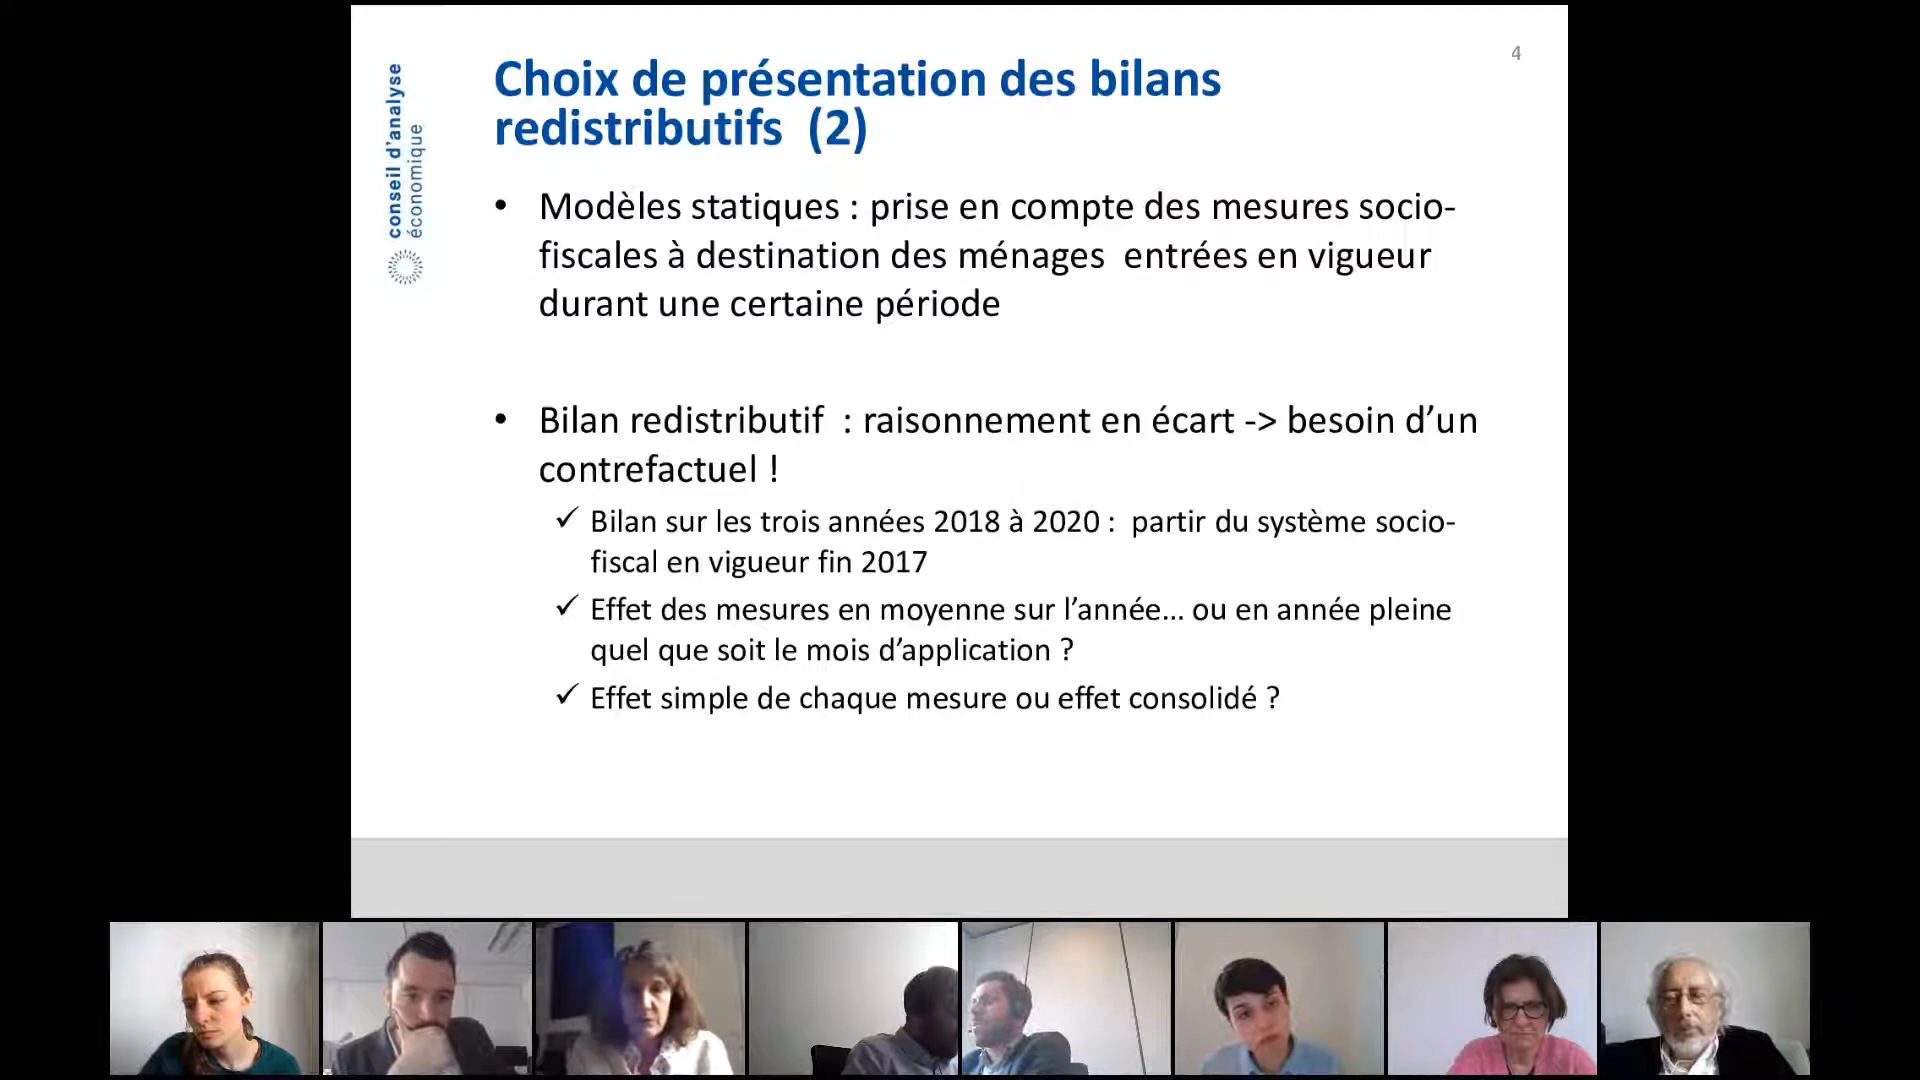 4
conseil d'analyse
économique
Choix de présentation des bilans
redistributifs (2)
• Modèles statiques : prise en compte des mesures socio-
fiscales à destination des ménages entrées en vigueur
durant une certaine période
• Bilan redistributif : raisonnement en écart -> besoin d’un
contrefactuel !
✓ Bilan sur les trois années 2018 à 2020 : partir du système socio-
fiscal en vigueur fin 2017
✓ Effet des mesures en moyenne sur l’année... ou en année pleine
quel que soit le mois d’application ?
✓ Effet simple de chaque mesure ou effet consolidé ?